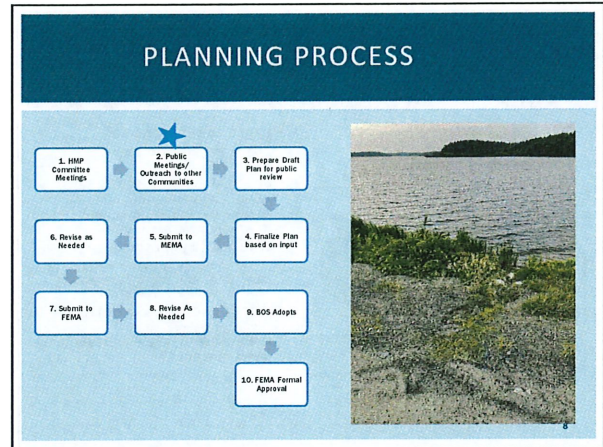 PLANNING PROCESS
1. HMP
Committee
Meetings
2. Public
Meetings/
Outreach to other
Communities
3. Prepare Draft
Plan for public
review
4. Finalize Plan
based on input
5. Submit to
MEMA
6. Revise as
Needed
7. Submit to
FEMA
8. Revise As
Needed
9. BOS Adopts
10. FEMA Formal
Approval
8